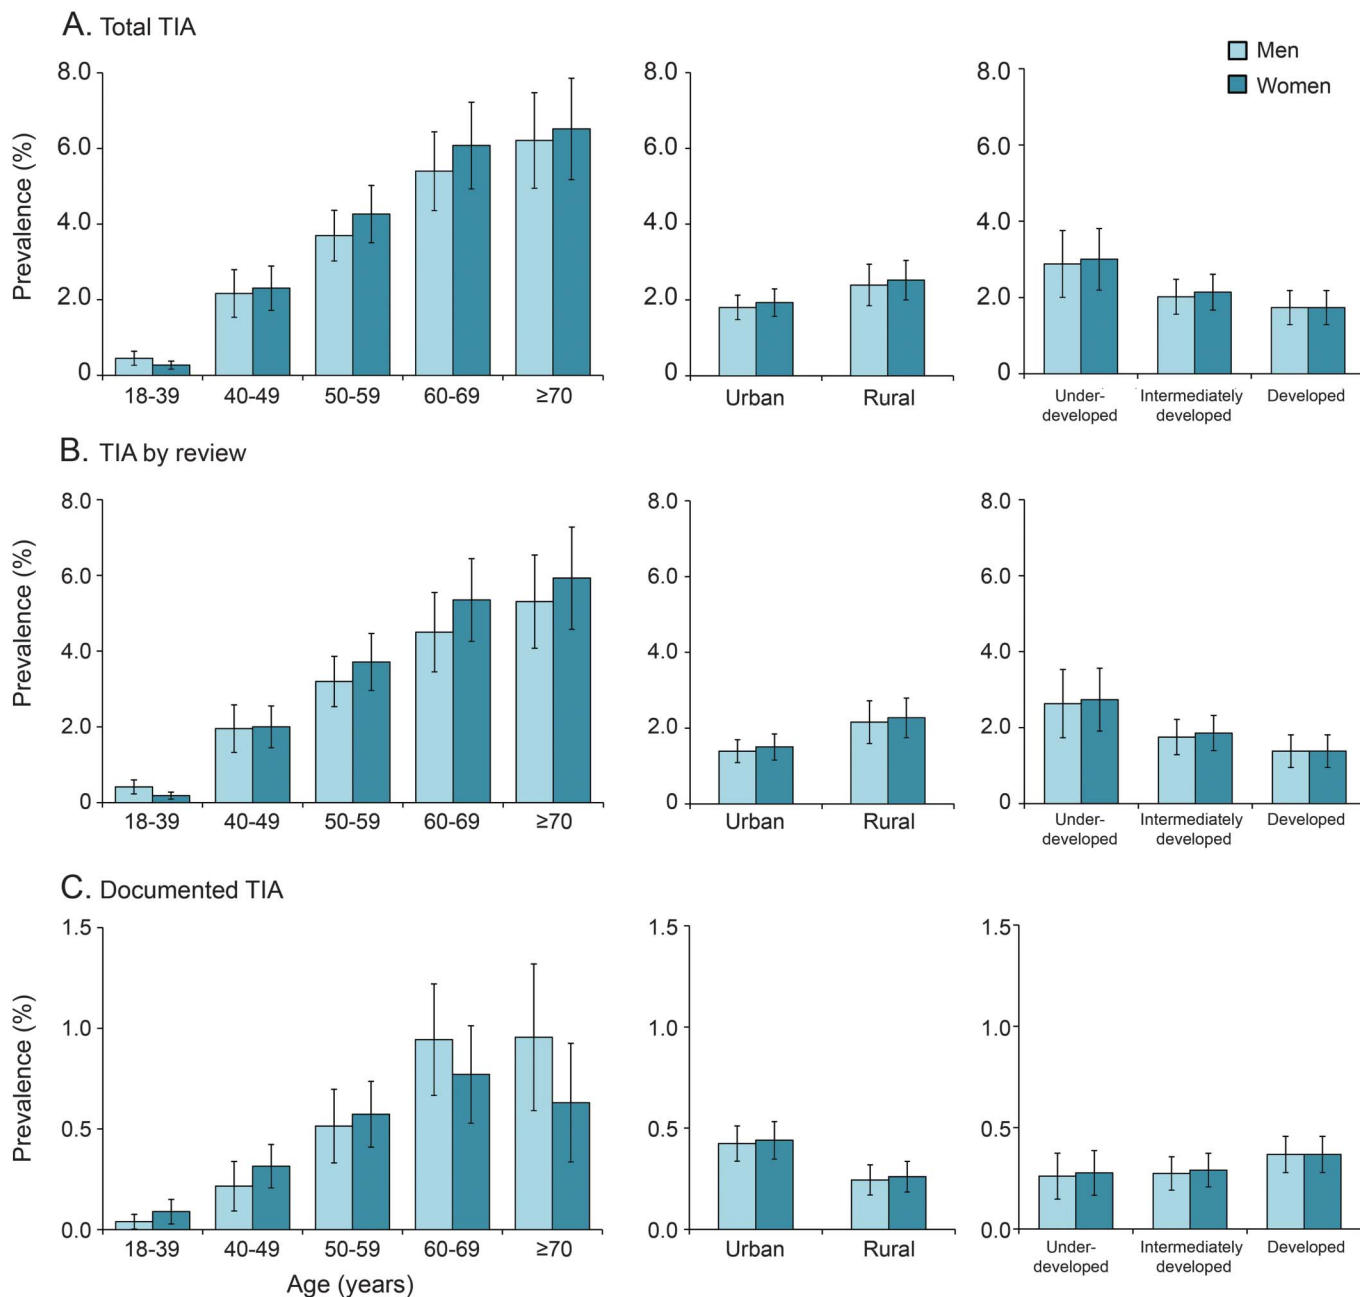 A. Total TIA
Men
Women
Prevalence (%)
8.0
6.0
4.0
2.0
0
18-39 40-49 50-59 60-69 ≥70
8.0
6.0
4.0
2.0
0
Urban Rural
8.0
6.0
4.0
2.0
0
Under-
developed
Intermediately
developed
Developed
B. TIA by review
Prevalence (%)
8.0
6.0
4.0
2.0
0
18-39 40-49 50-59 60-69 ≥70
8.0
6.0
4.0
2.0
0
Urban Rural
8.0
6.0
4.0
2.0
0
Under-
developed
Intermediately
developed
Developed
C. Documented TIA
Prevalence (%)
1.5
1.0
0.5
0.0
18-39 40-49 50-59 60-69 ≥70
Age (years)
1.5
1.0
0.5
0.0
Urban Rural
1.5
1.0
0.5
0.0
Under-
developed
Intermediately
developed
Developed